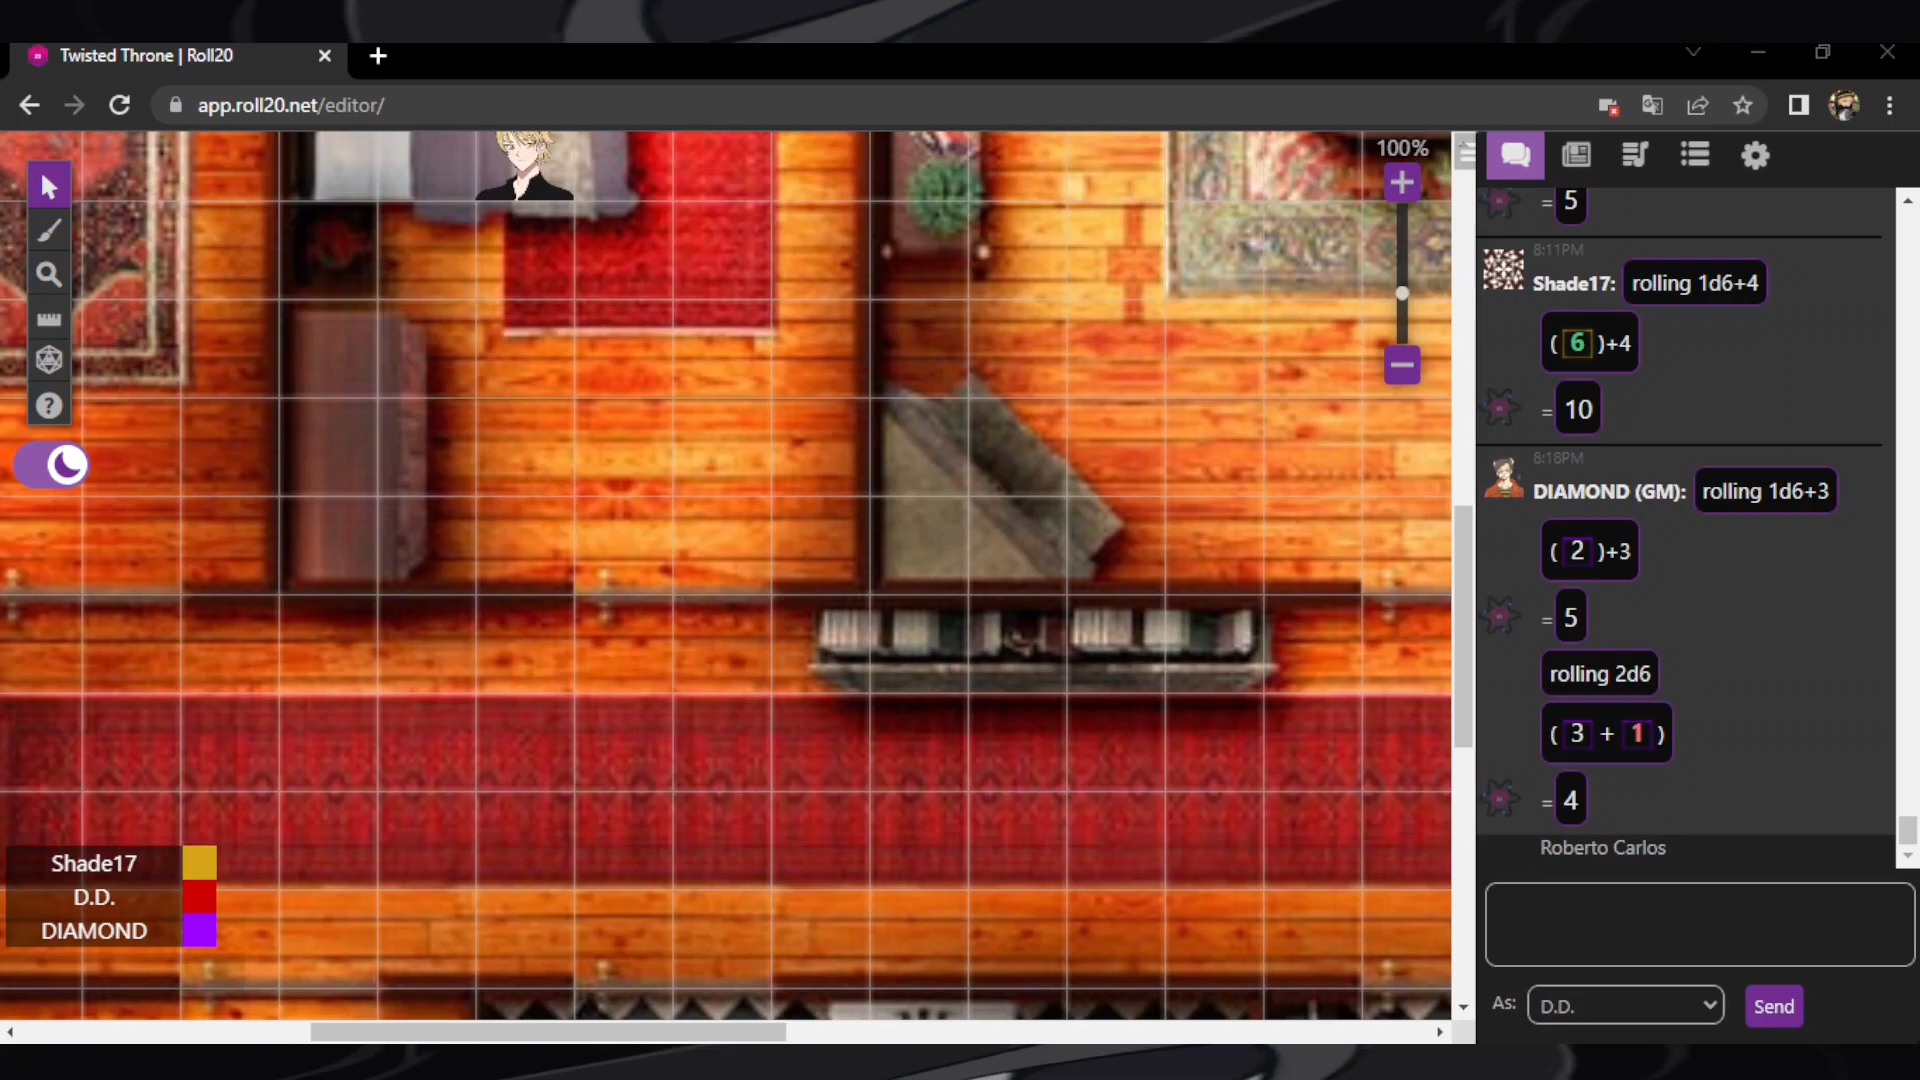 Twisted Throne | Roll20
app.roll20.net/editor/
100%
= 5
8:11PM
Shade17: rolling 1d6+4
( 6 )+4
= 10
8:18PM
DIAMOND (GM): rolling 1d6+3
( 2 )+3
= 5
rolling 2d6
( 3 + 1 )
= 4
Roberto Carlos
Shade17
D.D.
DIAMOND
As: D.D. Send